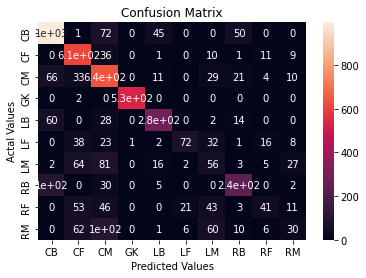 Confusion Matrix
CB 1e+03 1 72 0 45 0 0 50 0 0
CF 0 6.1e+02 36 0 1 0 10 1 11 9
CM 66 33 6.4e+02 0 11 0 29 21 4 10
GK 0 2 0 5.3e+02 0 0 0 0 0 0
LB 60 0 28 0 2.8e+02 0 2 14 0 0
LF 0 38 23 1 2 72 32 1 16 8
LM 2 64 81 0 16 2 56 3 5 27
RB 1e+02 0 30 0 5 0 0 2.4e+02 0 2
RF 0 53 46 0 0 21 43 3 41 11
RM 0 62 1e+02 0 1 6 60 10 6 30
CB CF CM GK LB LF LM RB RF RM
Predicted Values
Actal Values
800
600
400
200
0